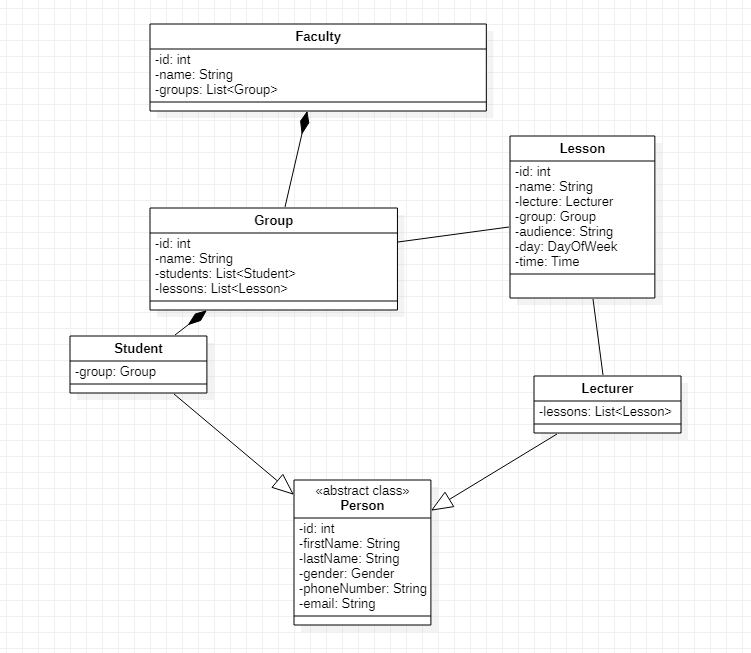 Faculty
-id: int
-name: String
-groups: List<Group>
Lesson
-id: int
-name: String
-lecture: Lecturer
-group: Group
-audience: String
-day: DayOfWeek
-time: Time
Group
-id: int
-name: String
-students: List<Student>
-lessons: List<Lesson>
Student
-group: Group
Lecturer
-lessons: List<Lesson>
«abstract class»
Person
-id: int
-firstName: String
-lastName: String
-gender: Gender
-phoneNumber: String
-email: String